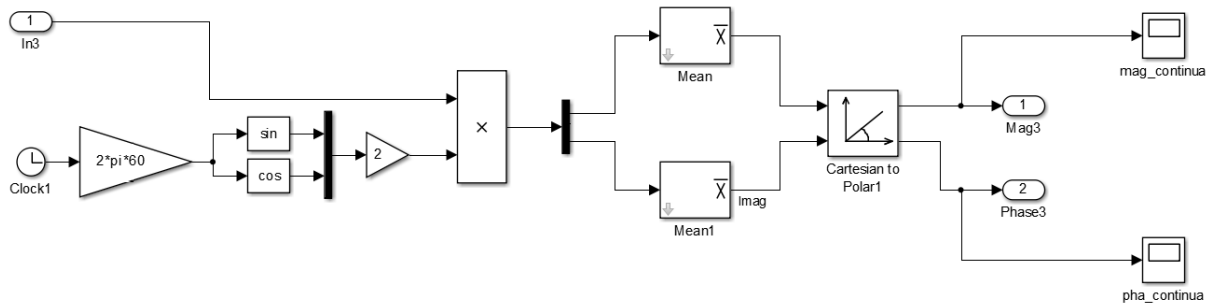 1
In3
Clock1
2*pi*60
sin
cos
2
×
X
Mean
X
Mean1
Imag
Cartesian to
Polar1
mag_continua
1
Mag3
2
Phase3
pha_continua